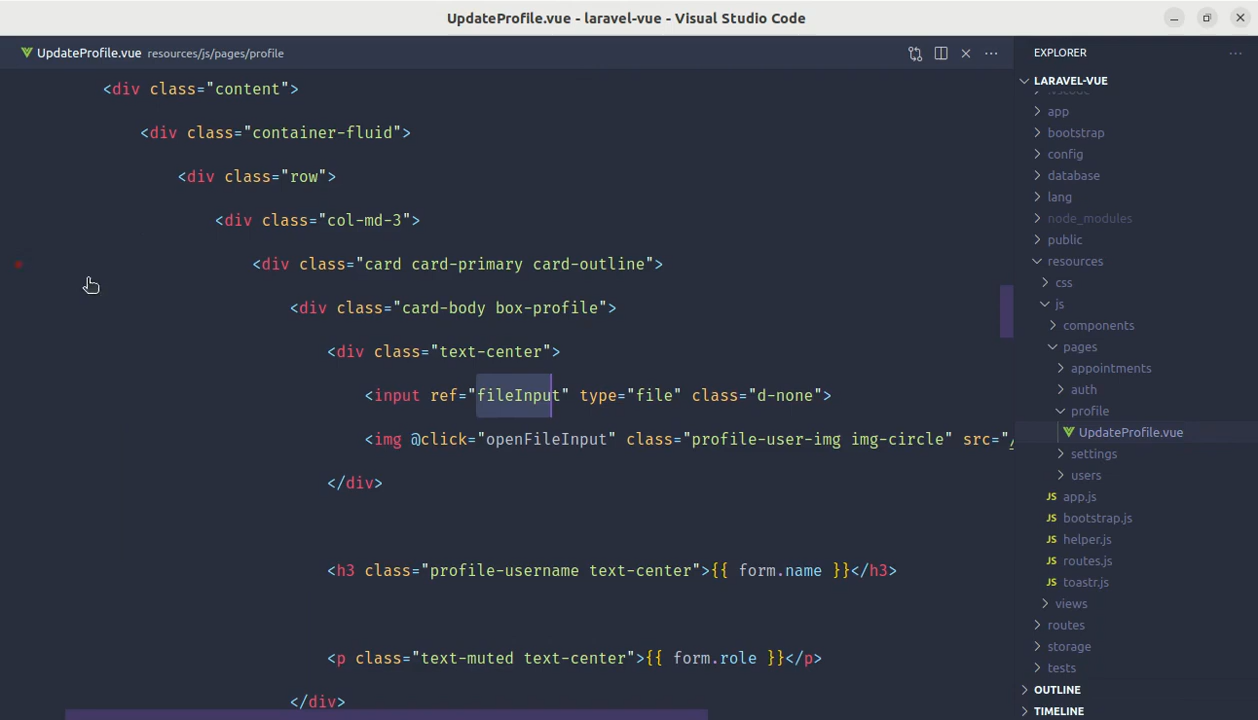 UpdateProfile.vue - laravel-vue - Visual Studio Code
UpdateProfile.vue resources/js/pages/profile
<div class="content">
<div class="container-fluid">
<div class="row">
<div class="col-md-3">
<div class="card card-primary card-outline">
<div class="card-body box-profile">
<div class="text-center">
<input ref="fileInput" type="file" class="d-none">
<img @click="openFileInput" class="profile-user-img img-circle" src="/
</div>
<h3 class="profile-username text-center">{{ form.name }}</h3>
<p class="text-muted text-center">{{ form.role }}</p>
</div>
EXPLORER
LARAVEL-VUE
.vscode
app
bootstrap
config
database
lang
node_modules
public
resources
css
js
components
pages
appointments
auth
profile
UpdateProfile.vue
settings
users
JS app.js
JS bootstrap.js
JS helper.js
JS routes.js
JS toastr.js
views
routes
storage
tests
OUTLINE
TIMELINE